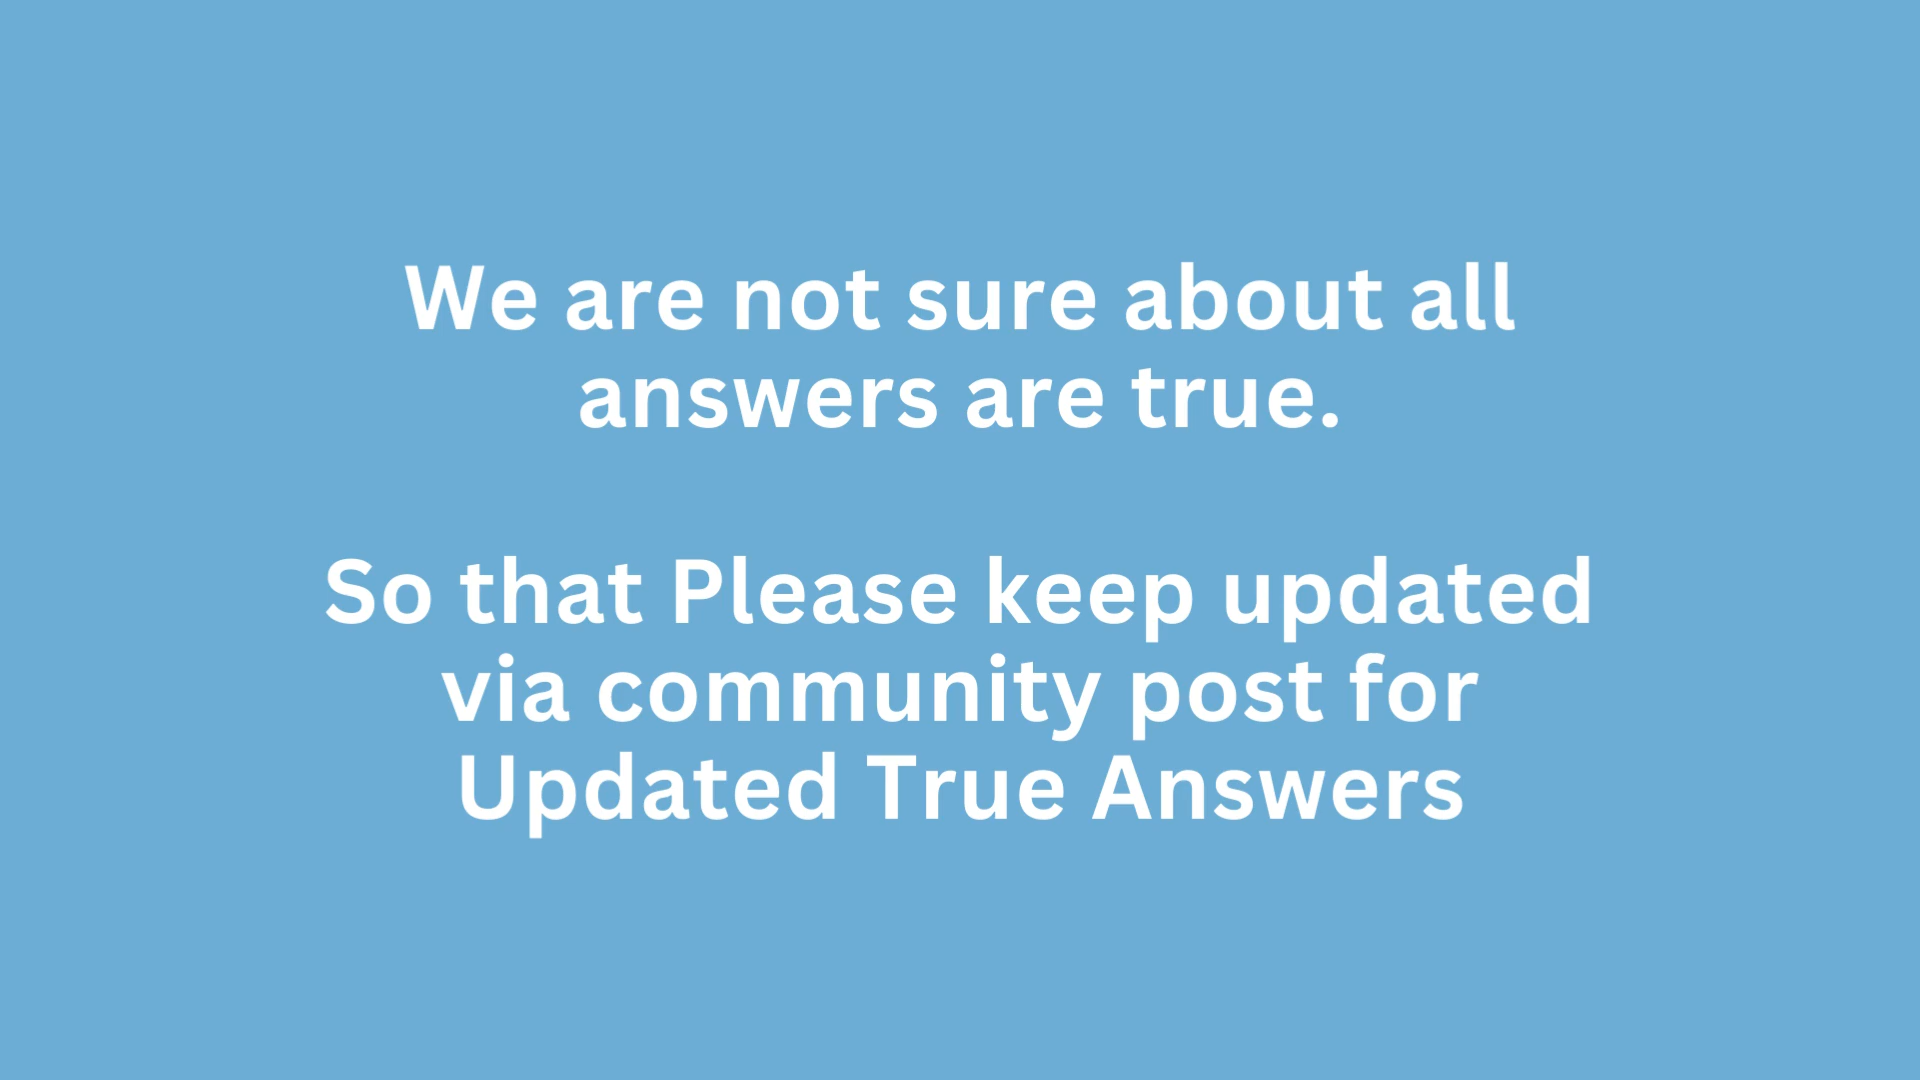 We are not sure about all
answers are true.
So that Please keep updated
via community post for
Updated True Answers